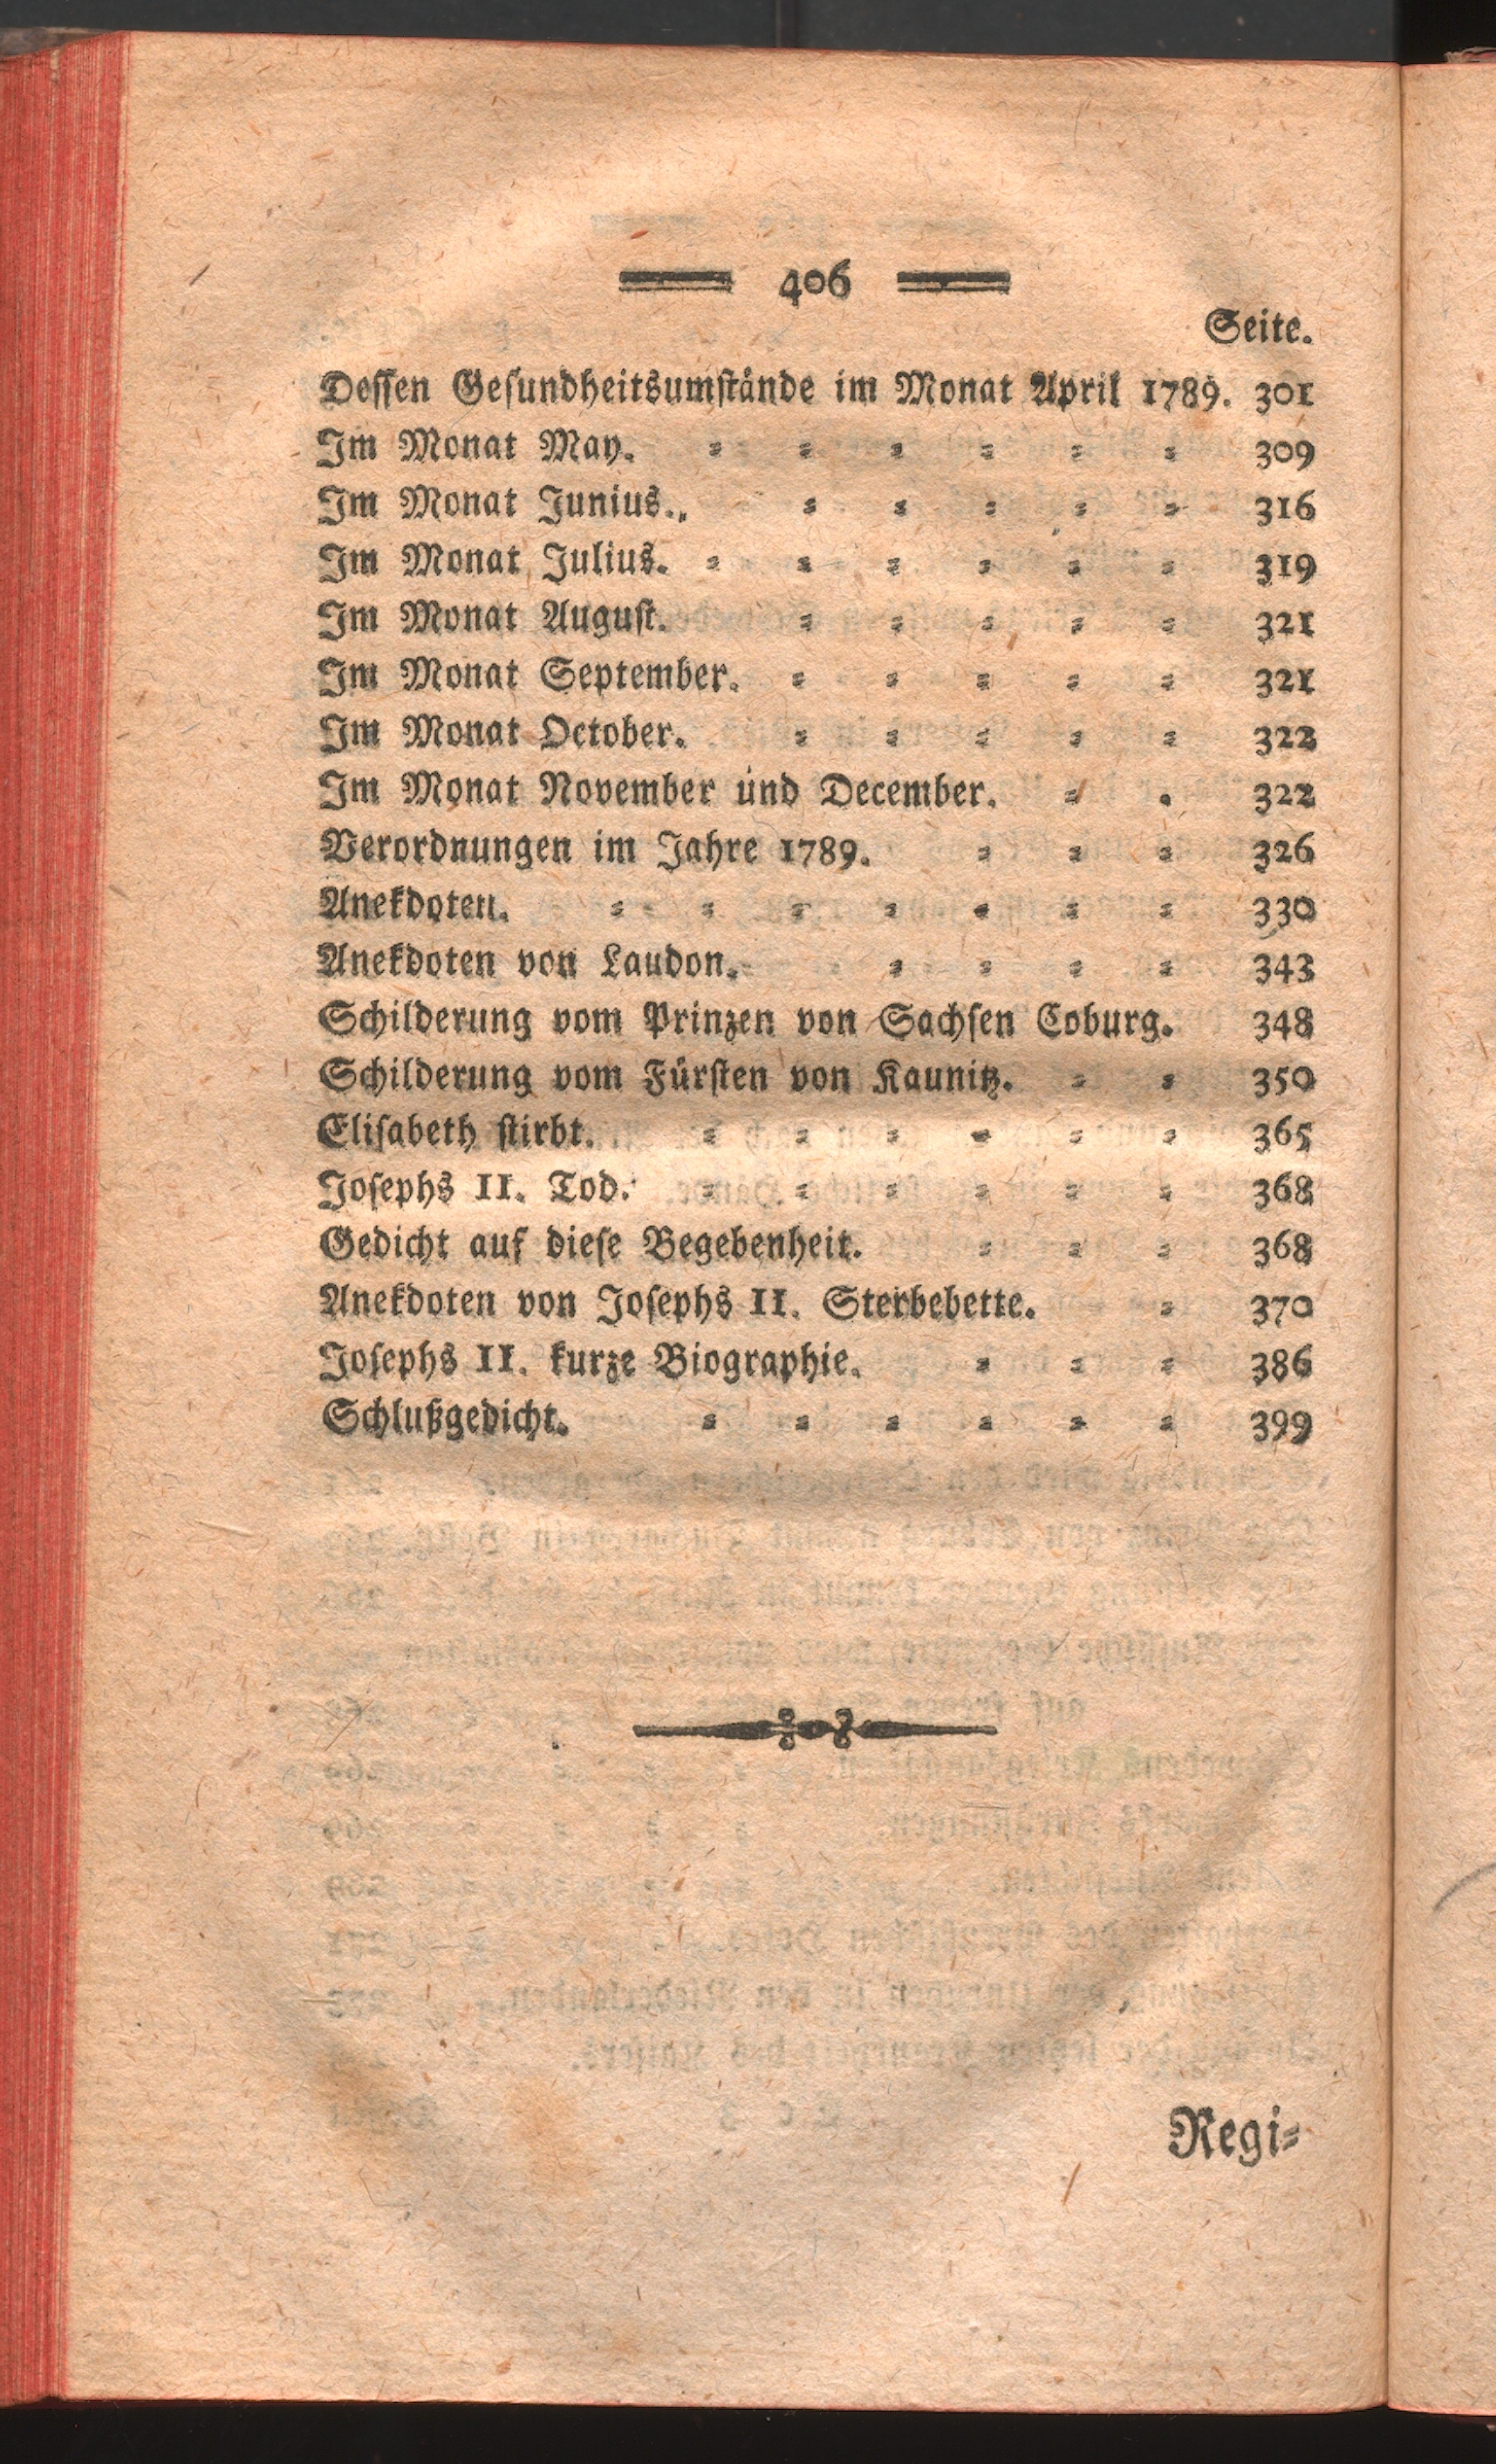 406
Seite.
Dessen Gesundheitsumstände im Monat April 1789. 301
Im Monat May. = = = = = = 309
Im Monat Junius., = = = = = 316
Im Monat Julius. = = = = = = 319
Im Monat August. = = = = = 321
Im Monat September. = = = = = 321
Im Monat October. = = = = = 322
Im Monat November und December. = . 322
Verordnungen im Jahre 1789. = = = 326
Anekdoten. = = = = = = = 330
Anekdoten von Laudon. = = = = 343
Schilderung vom Prinzen von Sachsen Coburg. 348
Schilderung vom Fürsten von Kaunitz. = = 350
Elisabeth stirbt. = = = = = = 365
Josephs II. Tod. = = = = = = 368
Gedicht auf diese Begebenheit. = = = 368
Anekdoten von Josephs II. Sterbebette. = 370
Josephs II. kurze Biographie. = = = 386
Schlußgedicht. = = = = = = 399
Regi=